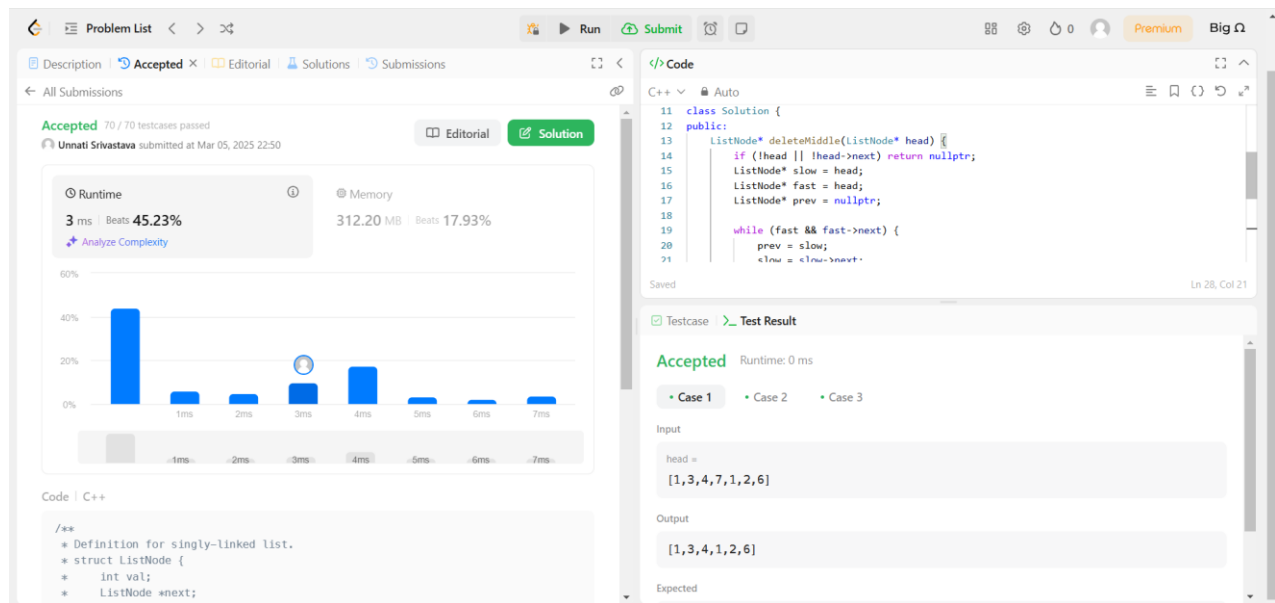 Problem List
Run
Submit
0
Premium
Big Ω
Description
Accepted
Editorial
Solutions
Submissions
All Submissions
Accepted 70 / 70 testcases passed
Unnati Srivastava submitted at Mar 05, 2025 22:50
Editorial
Solution
Runtime
3 ms Beats 45.23%
Analyze Complexity
Memory
312.20 MB Beats 17.93%
60%
40%
20%
0%
1ms 2ms 3ms 4ms 5ms 6ms 7ms
1ms 2ms 3ms 4ms 5ms 6ms 7ms
Code C++
/**
* Definition for singly-linked list.
* struct ListNode {
* int val;
* ListNode *next;
</>Code
C++ Auto
11 class Solution {
12 public:
13 ListNode* deleteMiddle(ListNode* head) {
14 if (!head || !head->next) return nullptr;
15 ListNode* slow = head;
16 ListNode* fast = head;
17 ListNode* prev = nullptr;
18
19 while (fast && fast->next) {
20 prev = slow;
21 slow = slow->next;
Saved
Ln 28, Col 21
Testcase
Test Result
Accepted Runtime: 0 ms
• Case 1 • Case 2 • Case 3
Input
head =
[1,3,4,7,1,2,6]
Output
[1,3,4,1,2,6]
Expected